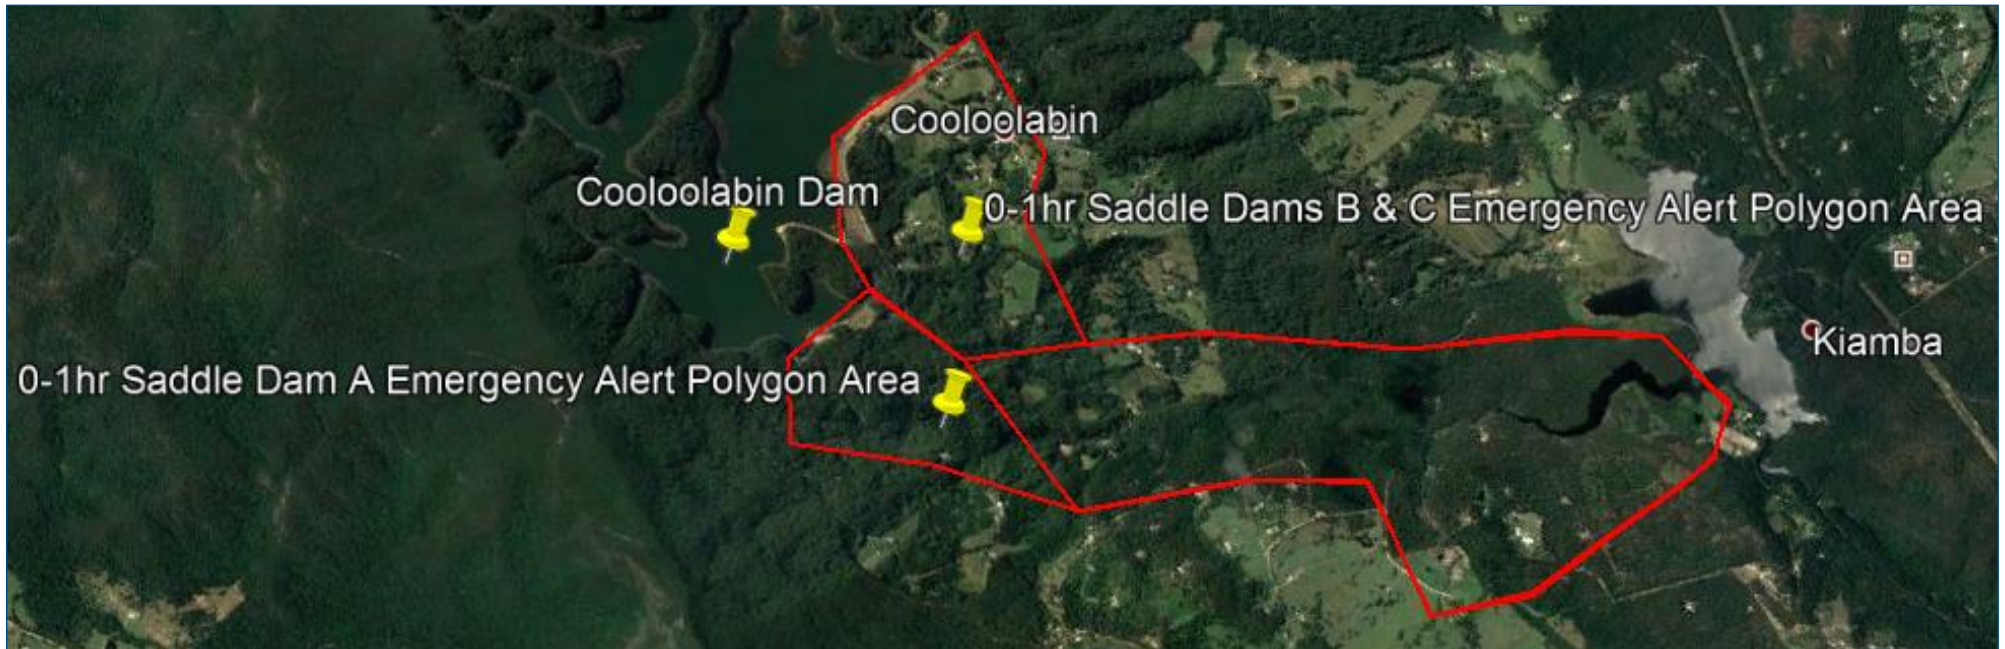 Cooloolabin
Cooloolabin Dam
0-1hr Saddle Dams B & C Emergency Alert Polygon Area
Kiamba
0-1hr Saddle Dam A Emergency Alert Polygon Area